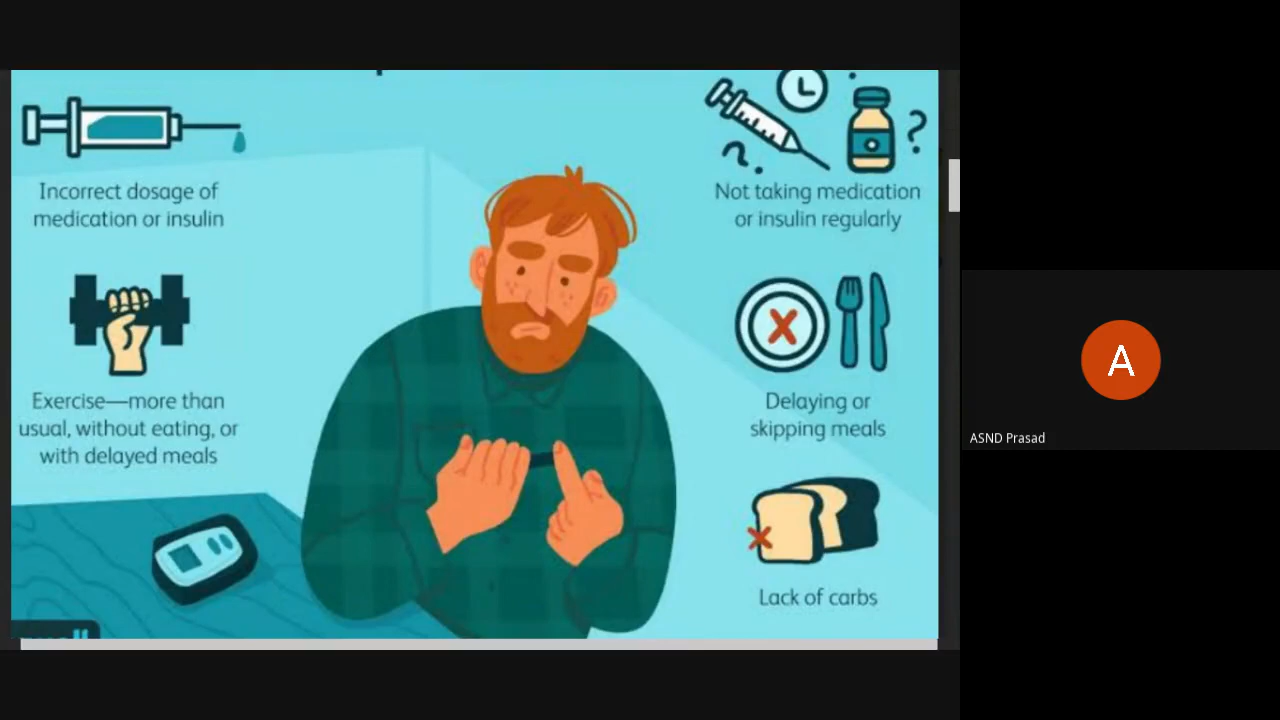 Incorrect dosage of
medication or insulin
Exercise—more than
usual, without eating, or
with delayed meals
?
?
Not taking medication
or insulin regularly
Delaying or
skipping meals
Lack of carbs
A
ASND Prasad